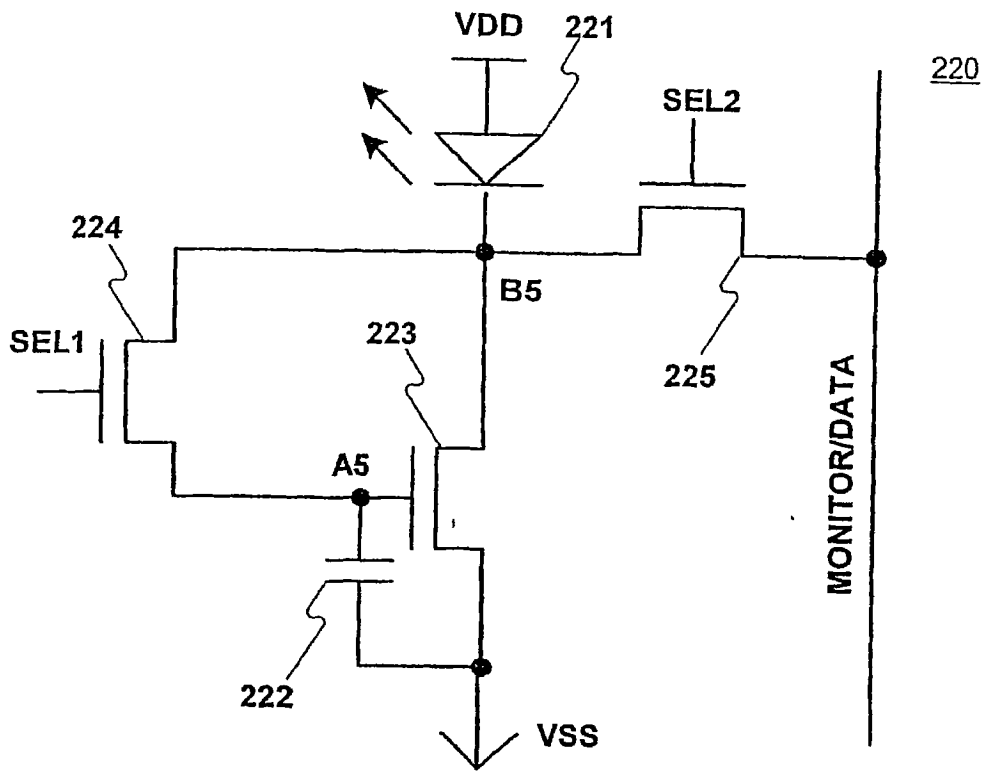 VDD
221
220
SEL2
224
B5
SEL1
223
225
A5
MONITOR/DATA
222
VSS